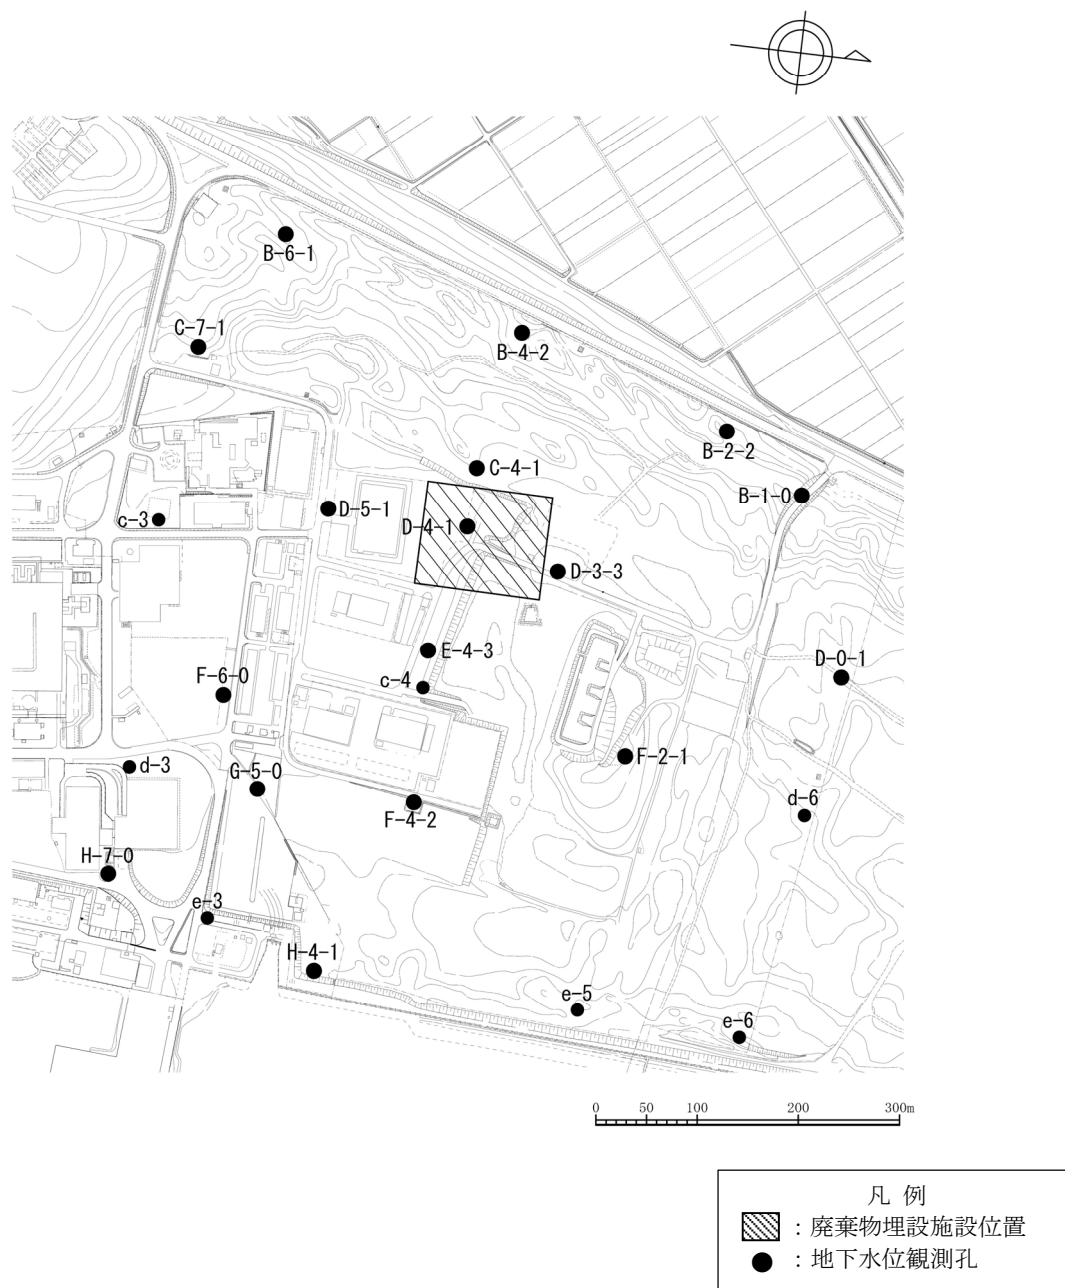 B-6-1
C-7-1
B-4-2
B-2-2
C-4-1
B-1-0
D-5-1
c-3
D-4-1
D-3-3
E-4-3
D-0-1
c-4
F-6-0
F-2-1
d-3
G-5-0
F-4-2
d-6
H-7-0
e-3
H-4-1
e-5
e-6
0 50 100 200 300m
凡 例
：廃棄物埋設施設位置
：地下水位観測孔